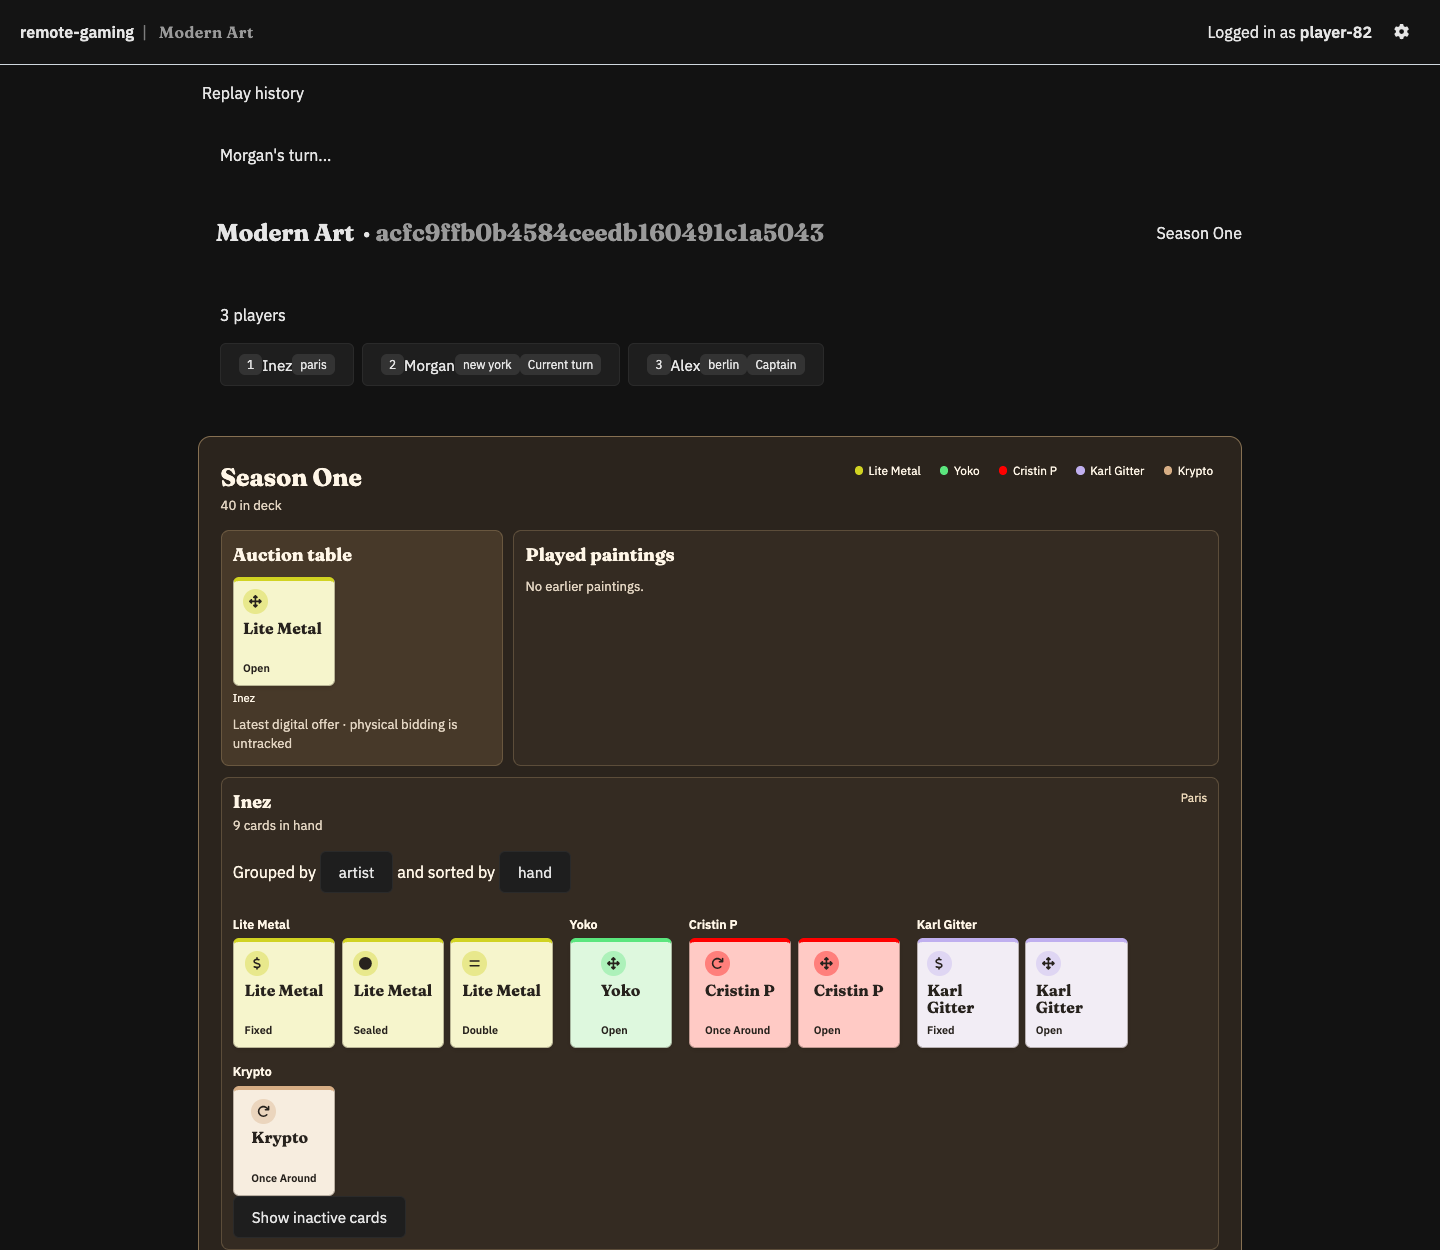 remote-gaming | Modern Art
Logged in as player-82
Replay history
Morgan's turn...
Modern Art · acfc9ffb0b4584ceedb160491c1a5043
Season One
3 players
1 Inez paris
2 Morgan new york Current turn
3 Alex berlin Captain
Season One
40 in deck
Lite Metal Yoko Cristin P Karl Gitter Krypto
Auction table
Lite Metal
Open
Inez
Latest digital offer · physical bidding is
untracked
Played paintings
No earlier paintings.
Inez
Paris
9 cards in hand
Grouped by artist and sorted by hand
Lite Metal
$
Lite Metal
Fixed
Lite Metal
Sealed
=
Lite Metal
Double
Yoko
Yoko
Open
Cristin P
Cristin P
Once Around
Cristin P
Open
Karl Gitter
$
Karl
Gitter
Fixed
Karl
Gitter
Open
Krypto
Krypto
Once Around
Show inactive cards